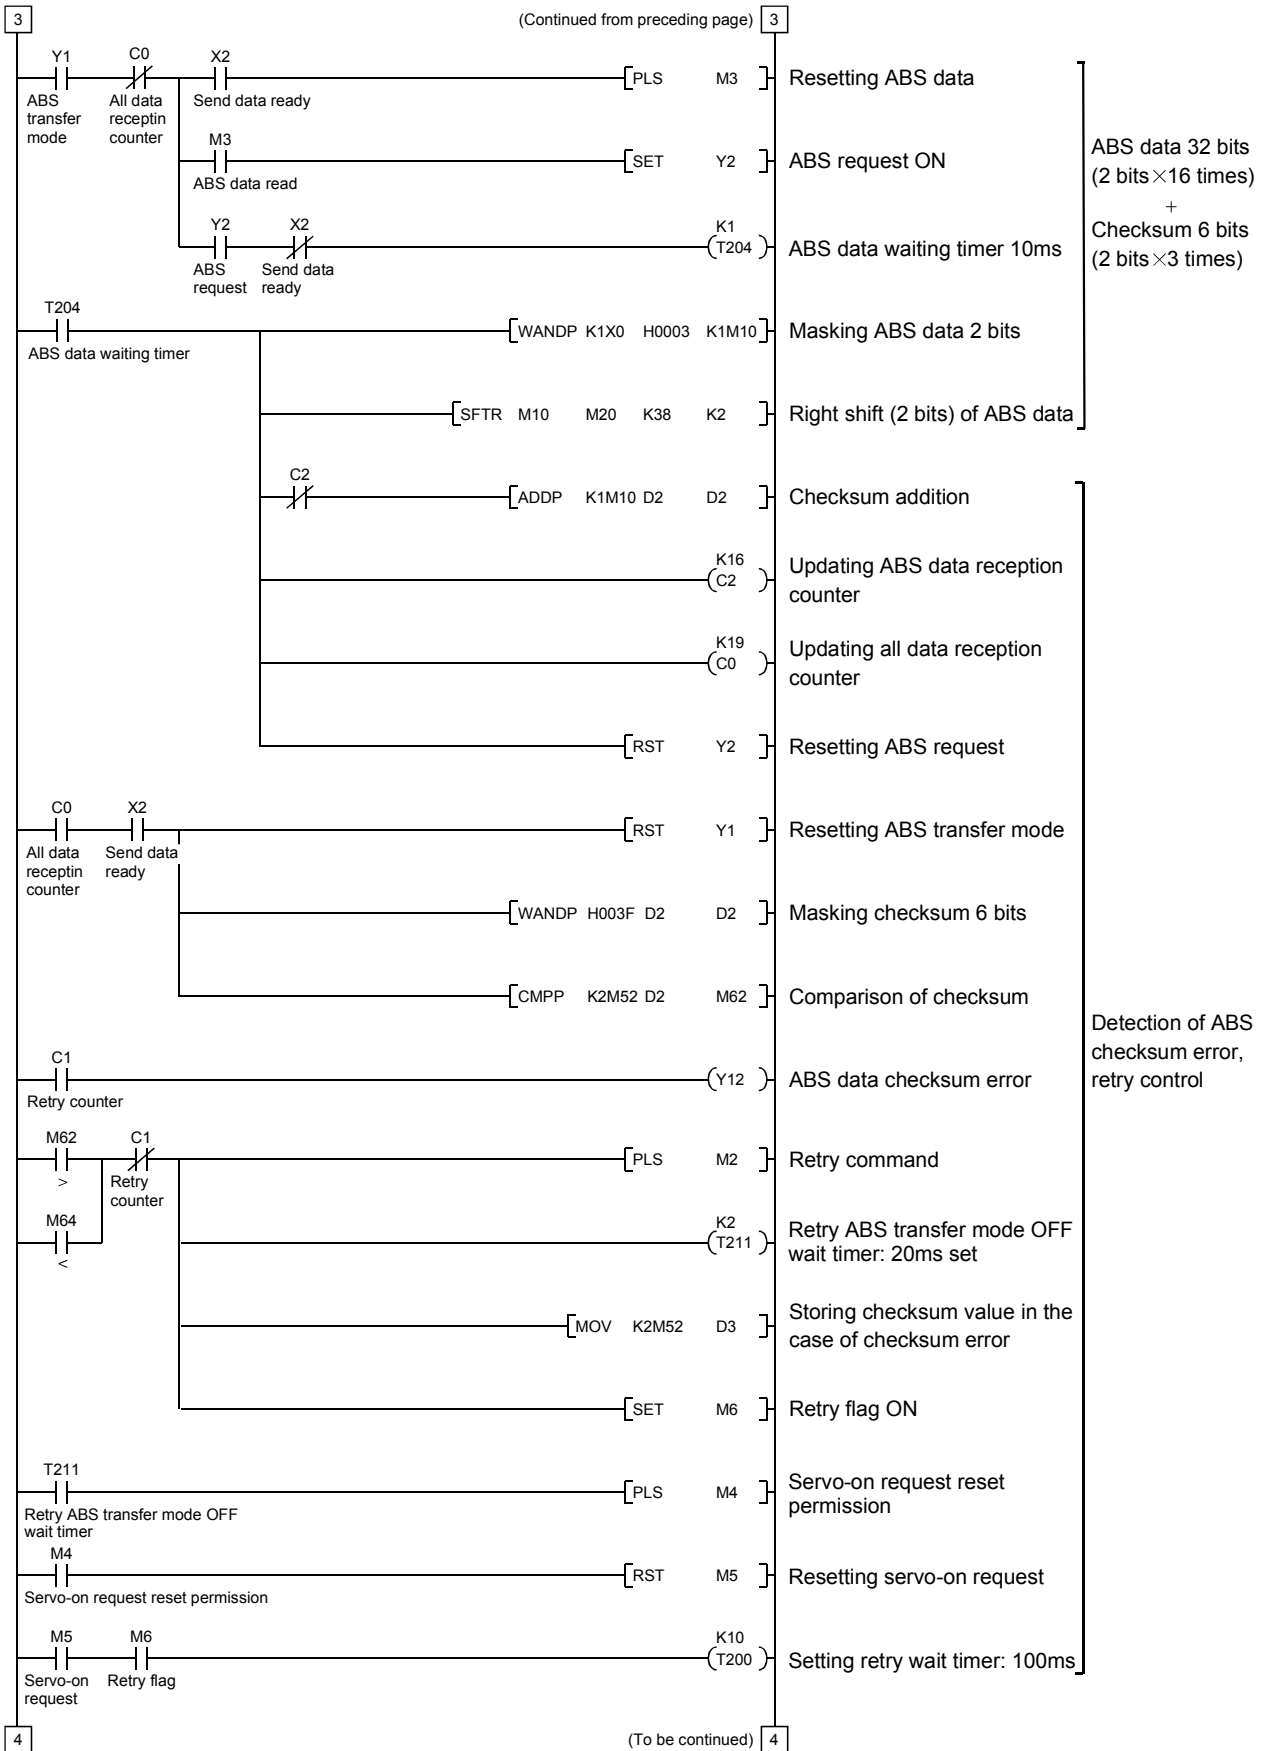 3 (Continued from preceding page) 3
Y1 C0 X2
PLS M3 Resetting ABS data
ABS transfer mode
All data receptin counter
Send data ready
M3
SET Y2 ABS request ON
ABS data read
ABS data 32 bits
(2 bits×16 times)
+
Checksum 6 bits
(2 bits×3 times)
Y2 X2 K1
T204 ABS data waiting timer 10ms
ABS request
Send data ready
T204
WANDP K1X0 H0003 K1M10 Masking ABS data 2 bits
ABS data waiting timer
SFTR M10 M20 K38 K2 Right shift (2 bits) of ABS data
C2
ADDP K1M10 D2 D2 Checksum addition
K16
C2 Updating ABS data reception
counter
K19
C0 Updating all data reception
counter
RST Y2 Resetting ABS request
C0 X2
RST Y1 Resetting ABS transfer mode
All data receptin counter
Send data ready
WANDP H003F D2 D2 Masking checksum 6 bits
CMPP K2M52 D2 M62 Comparison of checksum
Detection of ABS
checksum error,
retry control
C1
Y12 ABS data checksum error
Retry counter
M62 C1
PLS M2 Retry command
>
Retry counter
M64
<
K2
T211 Retry ABS transfer mode OFF
wait timer: 20ms set
MOV K2M52 D3 Storing checksum value in the
case of checksum error
SET M6 Retry flag ON
T211
PLS M4 Servo-on request reset
permission
Retry ABS transfer mode OFF
wait timer
M4
RST M5 Resetting servo-on request
Servo-on request reset permission
M5 M6 K10
T200 Setting retry wait timer: 100ms
Servo-on request
Retry flag
4 (To be continued) 4